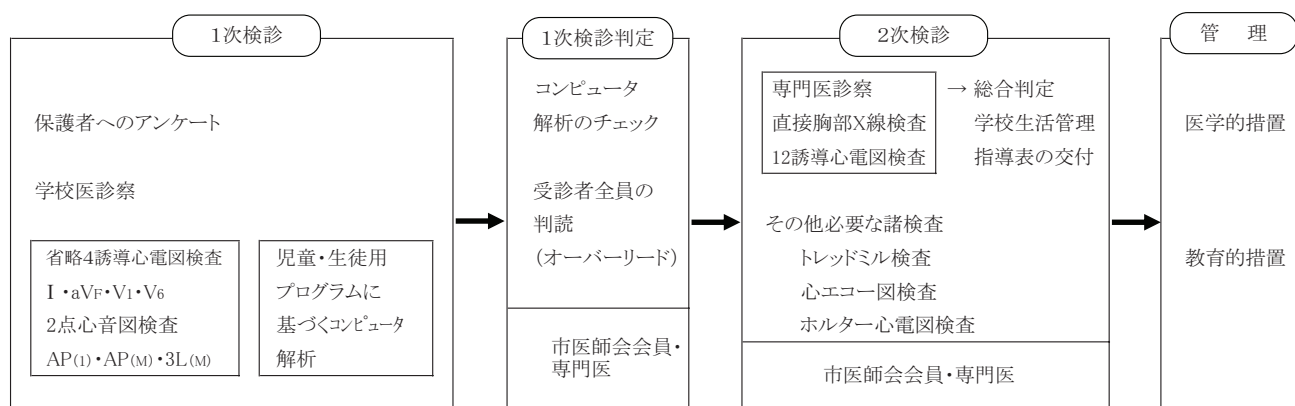 1次検診
保護者へのアンケート
学校医診察
省略4誘導心電図検査
I・aVF・V1・V6
2点心音図検査
AP(1)・AP(M)・3L(M)
児童・生徒用
プログラムに
基づくコンピュータ
解析
1次検診判定
コンピュータ
解析のチェック
受診者全員の
判読
(オーバーリード)
市医師会会員・
専門医
2次検診
専門医診察
直接胸部X線検査
12誘導心電図検査
→ 総合判定
学校生活管理
指導表の交付
その他必要な諸検査
トレッドミル検査
心エコー図検査
ホルター心電図検査
市医師会会員・専門医
管 理
医学的措置
教育的措置